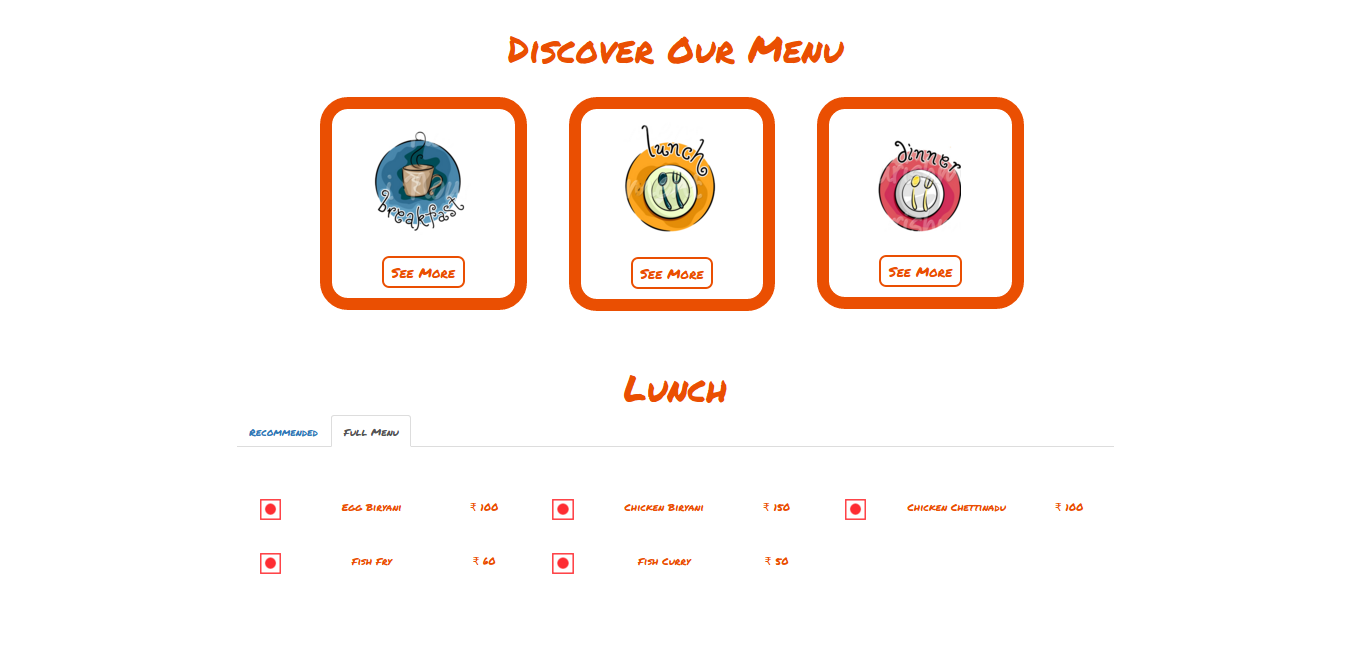 Discover Our Menu
breakfast
lunch
dinner
See More
See More
See More
Lunch
Recommended
Full Menu
Egg Biryani ₹ 100
Chicken Biryani ₹ 150
Chicken Chettinadu ₹ 100
Fish Fry ₹ 60
Fish Curry ₹ 50